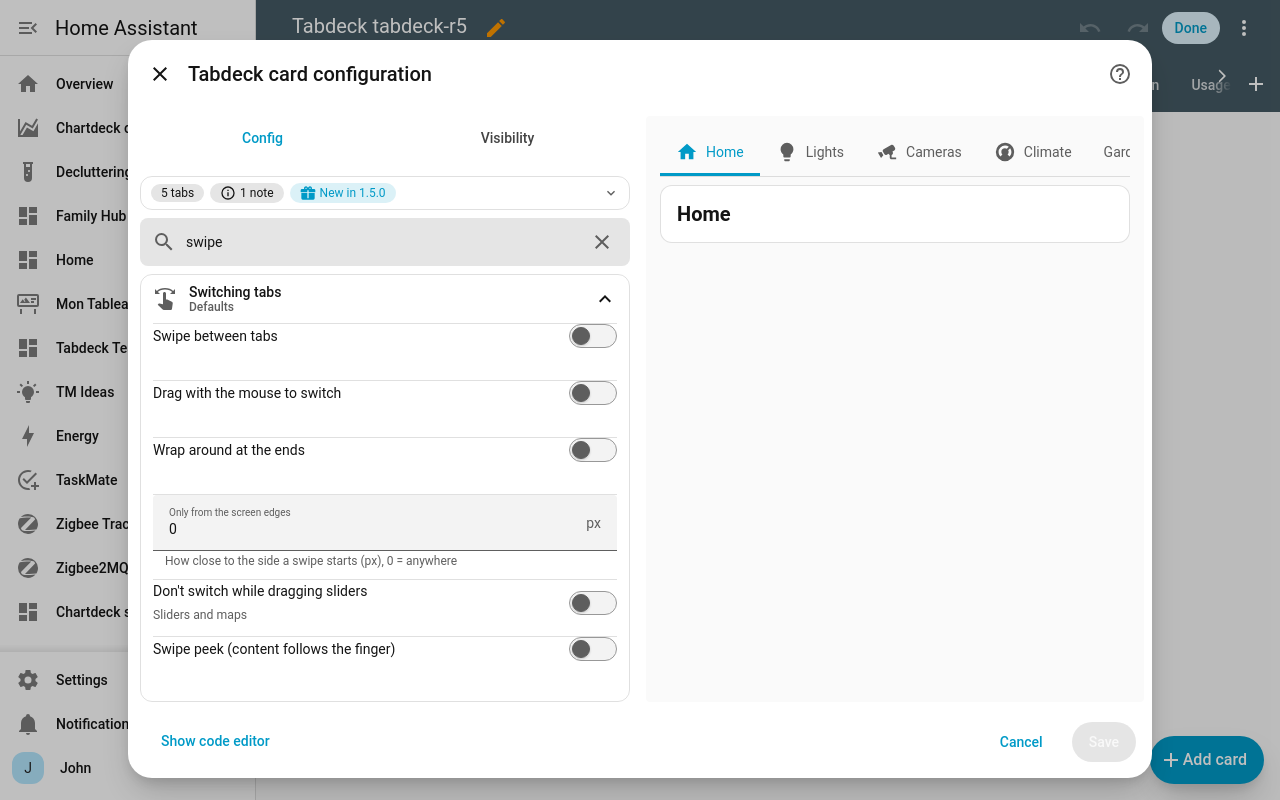 Home Assistant
Tabdeck tabdeck-r5
Done
Overview
Chartdeck
Decluttering
Family Hub
Home
Mon Tablea
Tabdeck Te
TM Ideas
Energy
TaskMate
Zigbee Trac
Zigbee2MQ
Chartdeck s
Settings
Notification
J
John
Usage
Tabdeck card configuration
Config
Visibility
5 tabs
1 note
New in 1.5.0
swipe
Switching tabs
Defaults
Swipe between tabs
Drag with the mouse to switch
Wrap around at the ends
Only from the screen edges
0
px
How close to the side a swipe starts (px), 0 = anywhere
Don't switch while dragging sliders
Sliders and maps
Swipe peek (content follows the finger)
Home
Lights
Cameras
Climate
Garc
Home
Show code editor
Cancel
Save
Add card